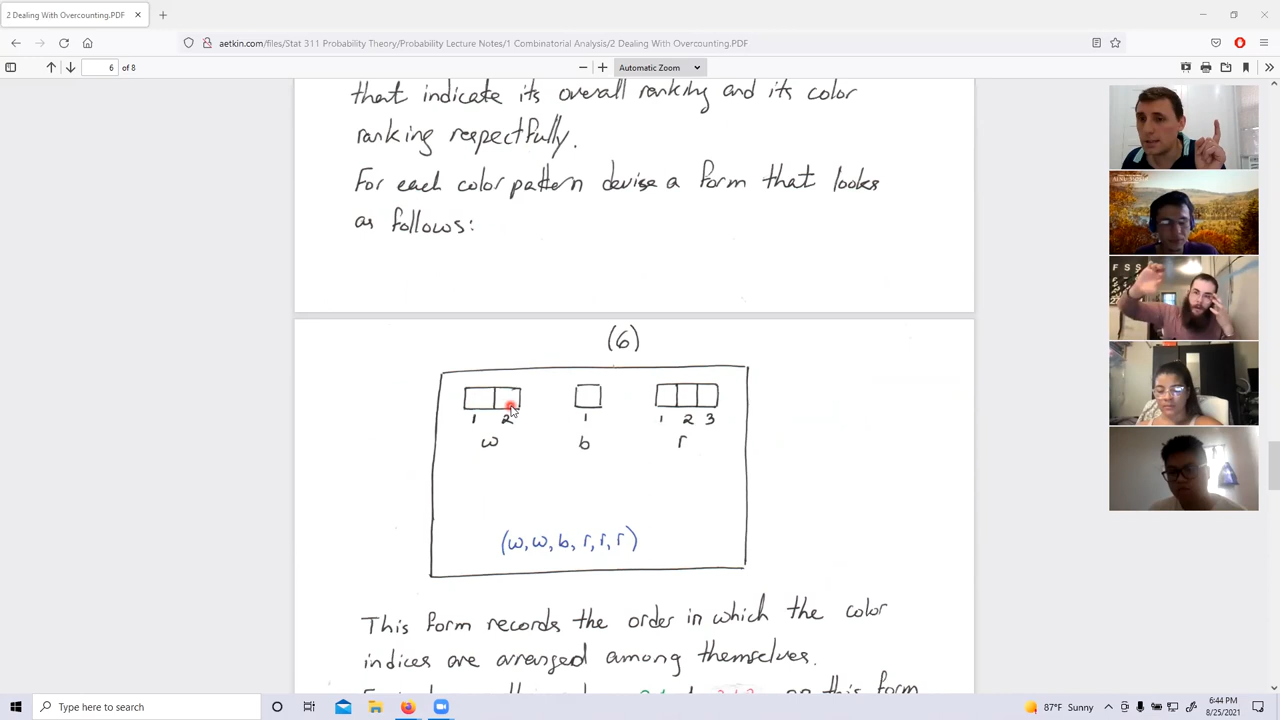 2 Dealing With Overcounting.PDF
aetkin.com/files/Stat 311 Probability Theory/Probability Lecture Notes/1 Combinatorial Analysis/2 Dealing With Overcounting.PDF
6 of 8
Automatic Zoom
that indicate its overall ranking and its color
ranking respectfully.
For each color pattern devise a form that looks
as follows:
(6)
1 2 1 1 2 3
w b r
(w,w,b,r,r,r)
This form records the order in which the color
indices are arranged among themselves.
on this form
Type here to search
87°F Sunny
6:44 PM
8/25/2021
F S S